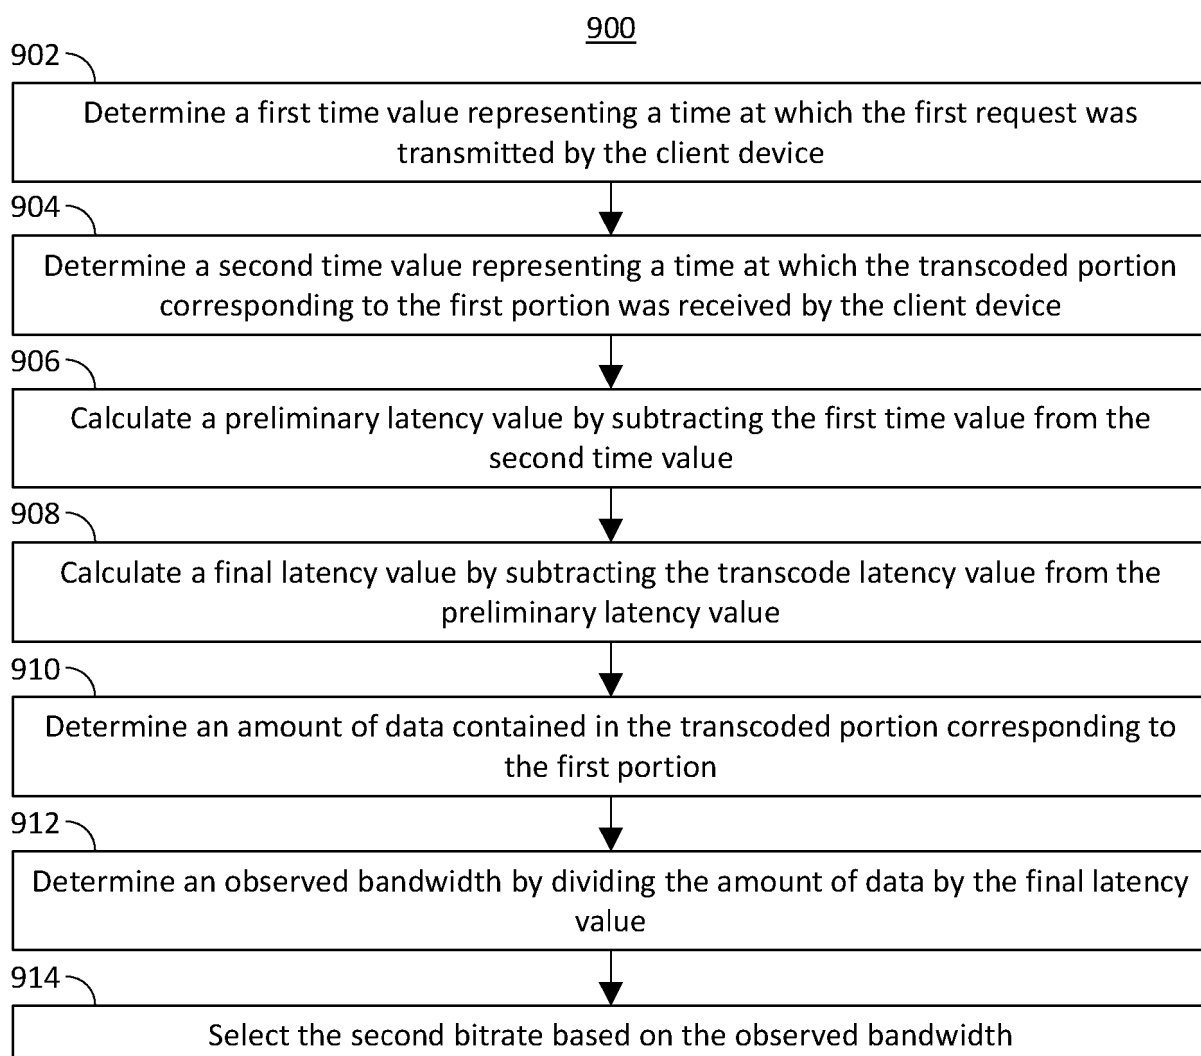 900
902
Determine a first time value representing a time at which the first request was
transmitted by the client device
904
Determine a second time value representing a time at which the transcoded portion
corresponding to the first portion was received by the client device
906
Calculate a preliminary latency value by subtracting the first time value from the
second time value
908
Calculate a final latency value by subtracting the transcode latency value from the
preliminary latency value
910
Determine an amount of data contained in the transcoded portion corresponding to
the first portion
912
Determine an observed bandwidth by dividing the amount of data by the final latency
value
914
Select the second bitrate based on the observed bandwidth